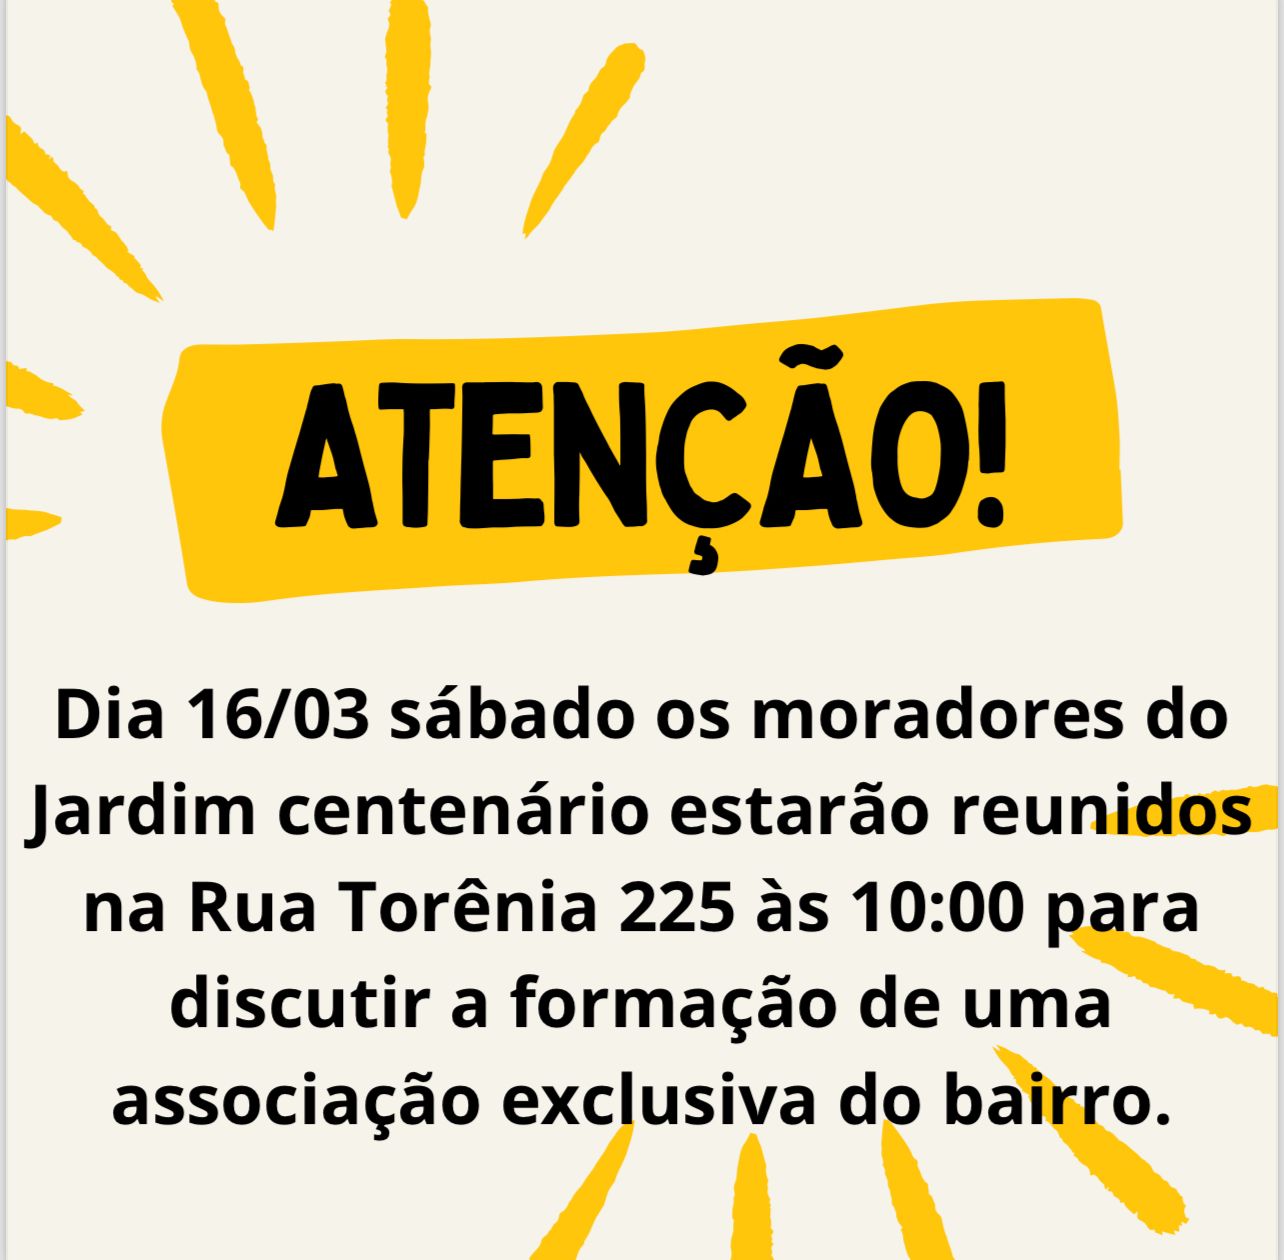 ATENÇÃO!
Dia 16/03 sábado os moradores do
Jardim centenário estarão reunidos
na Rua Torênia 225 às 10:00 para
discutir a formação de uma
associação exclusiva do bairro.